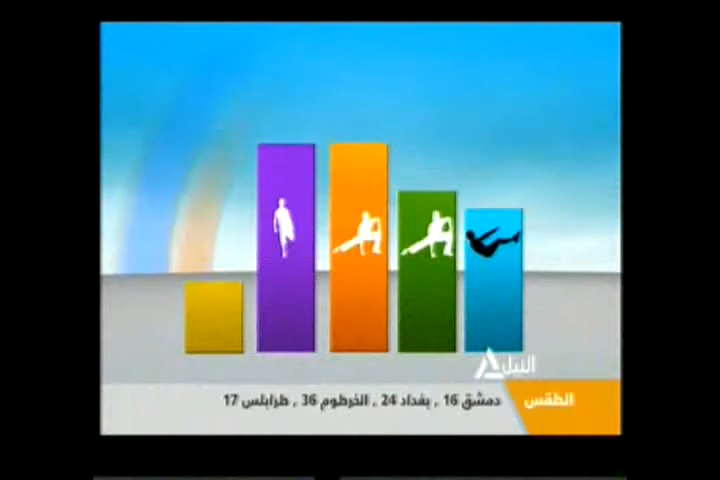 النيل
الطقس
دمشق 16 , بغداد 24 , الخرطوم 36 , طرابلس 17